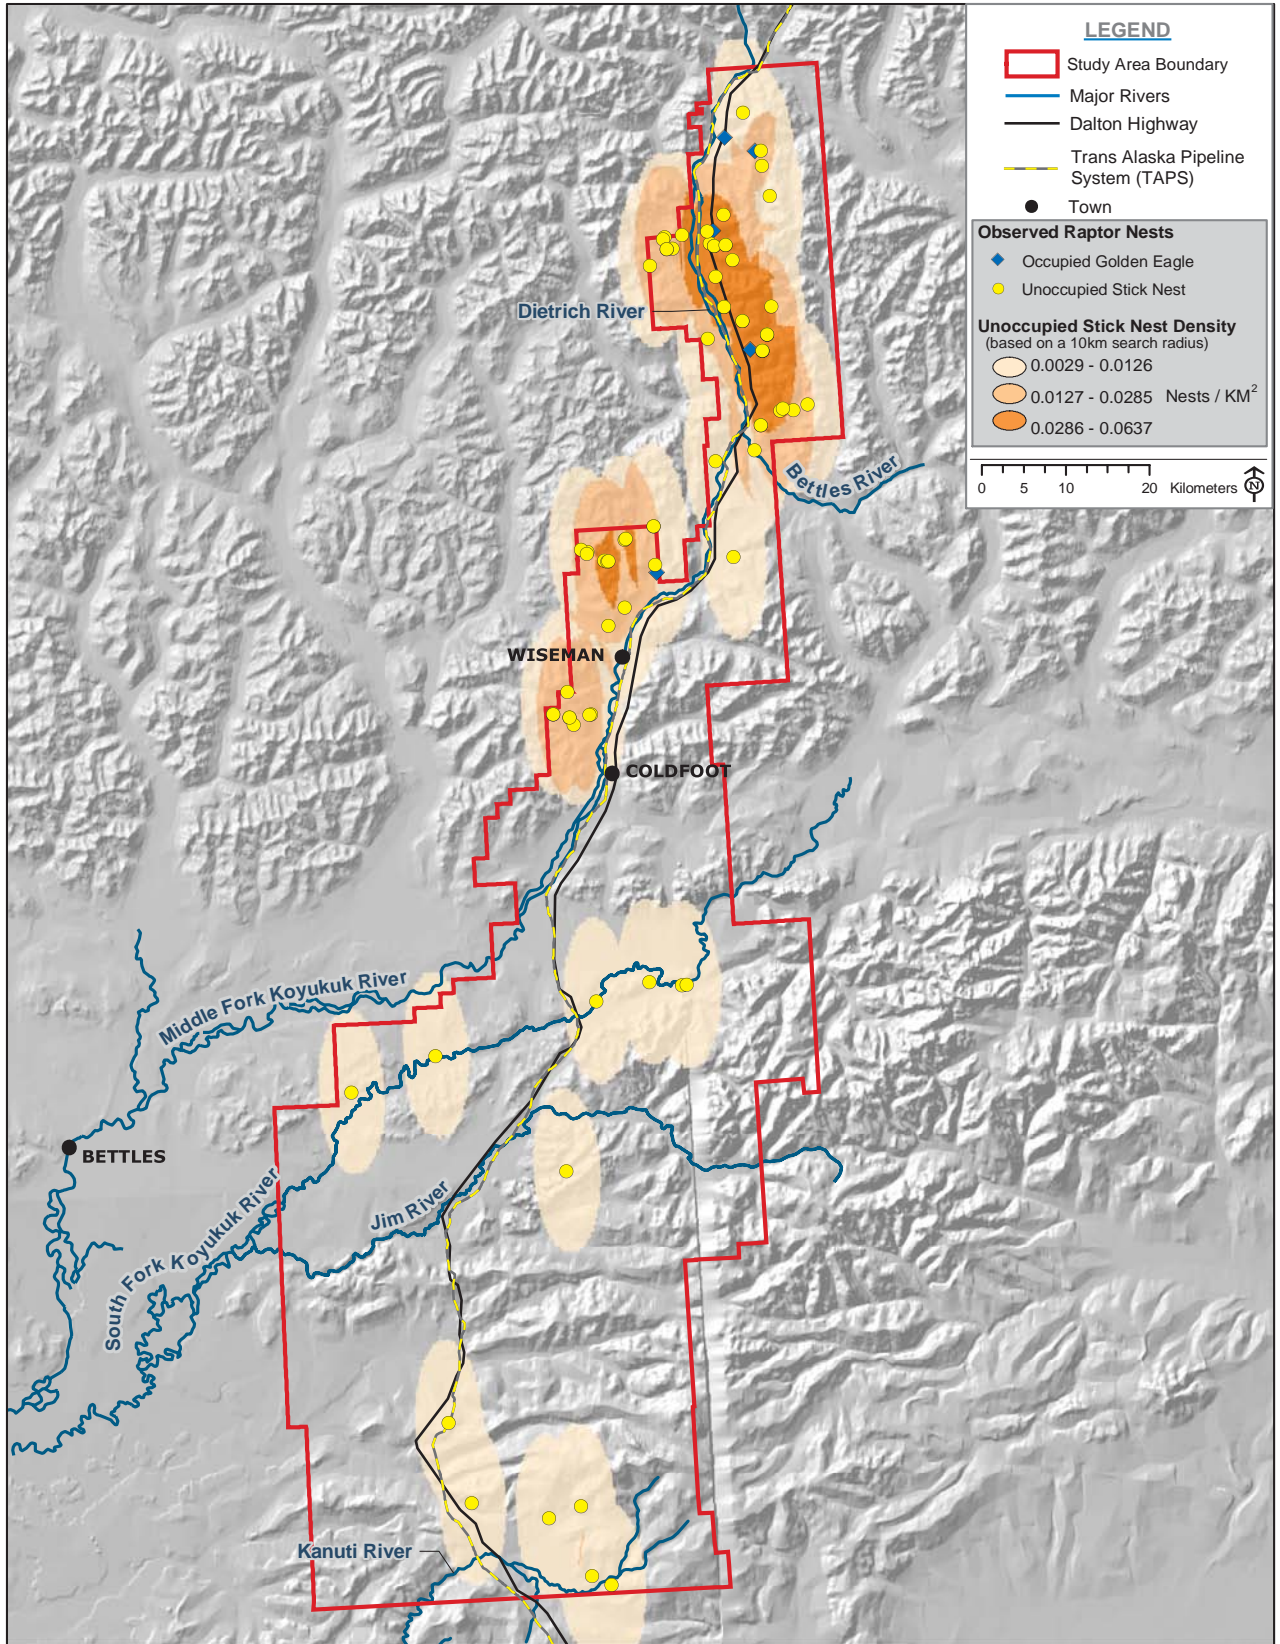 LEGEND
Study Area Boundary
Major Rivers
Dalton Highway
Trans Alaska Pipeline
System (TAPS)
Town
Observed Raptor Nests
Occupied Golden Eagle
Unoccupied Stick Nest
Unoccupied Stick Nest Density
(based on a 10km search radius)
0.0029 - 0.0126
0.0127 - 0.0285 Nests / KM²
0.0286 - 0.0637
0 5 10 20 Kilometers N
Dietrich River
Bettles River
WISEMAN
COLDFOOT
Middle Fork Koyukuk River
BETTLES
South Fork Koyukuk River
Jim River
Kanuti River